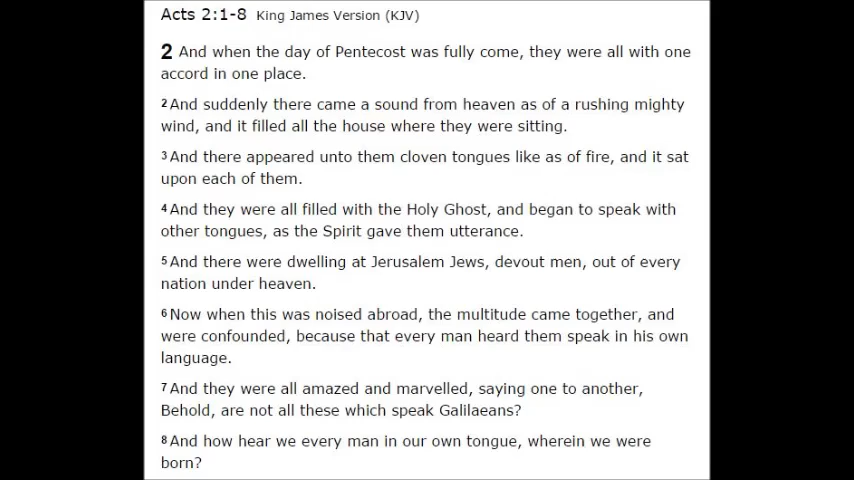 Acts 2:1-8 King James Version (KJV)
2 And when the day of Pentecost was fully come, they were all with one
accord in one place.
2 And suddenly there came a sound from heaven as of a rushing mighty
wind, and it filled all the house where they were sitting.
3 And there appeared unto them cloven tongues like as of fire, and it sat
upon each of them.
4 And they were all filled with the Holy Ghost, and began to speak with
other tongues, as the Spirit gave them utterance.
5 And there were dwelling at Jerusalem Jews, devout men, out of every
nation under heaven.
6 Now when this was noised abroad, the multitude came together, and
were confounded, because that every man heard them speak in his own
language.
7 And they were all amazed and marvelled, saying one to another,
Behold, are not all these which speak Galilaeans?
8 And how hear we every man in our own tongue, wherein we were
born?